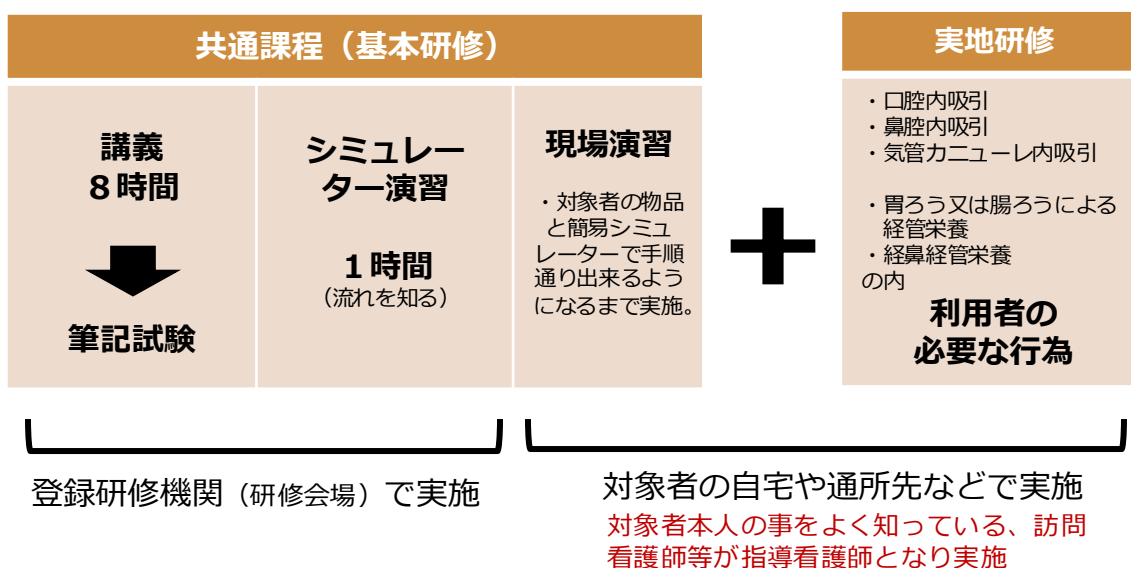 共通課程（基本研修）
講義
８時間
筆記試験
シミュレー
ター演習
１時間
（流れを知る）
現場演習
・対象者の物品
と簡易シミュ
レーターで手順
通り出来るよう
になるまで実施。
実地研修
・口腔内吸引
・鼻腔内吸引
・気管カニューレ内吸引
・胃ろう又は腸ろうによる
経管栄養
・経鼻経管栄養
の内
利用者の
必要な行為
登録研修機関（研修会場）で実施
対象者の自宅や通所先などで実施
対象者本人の事をよく知っている、訪問
看護師等が指導看護師となり実施